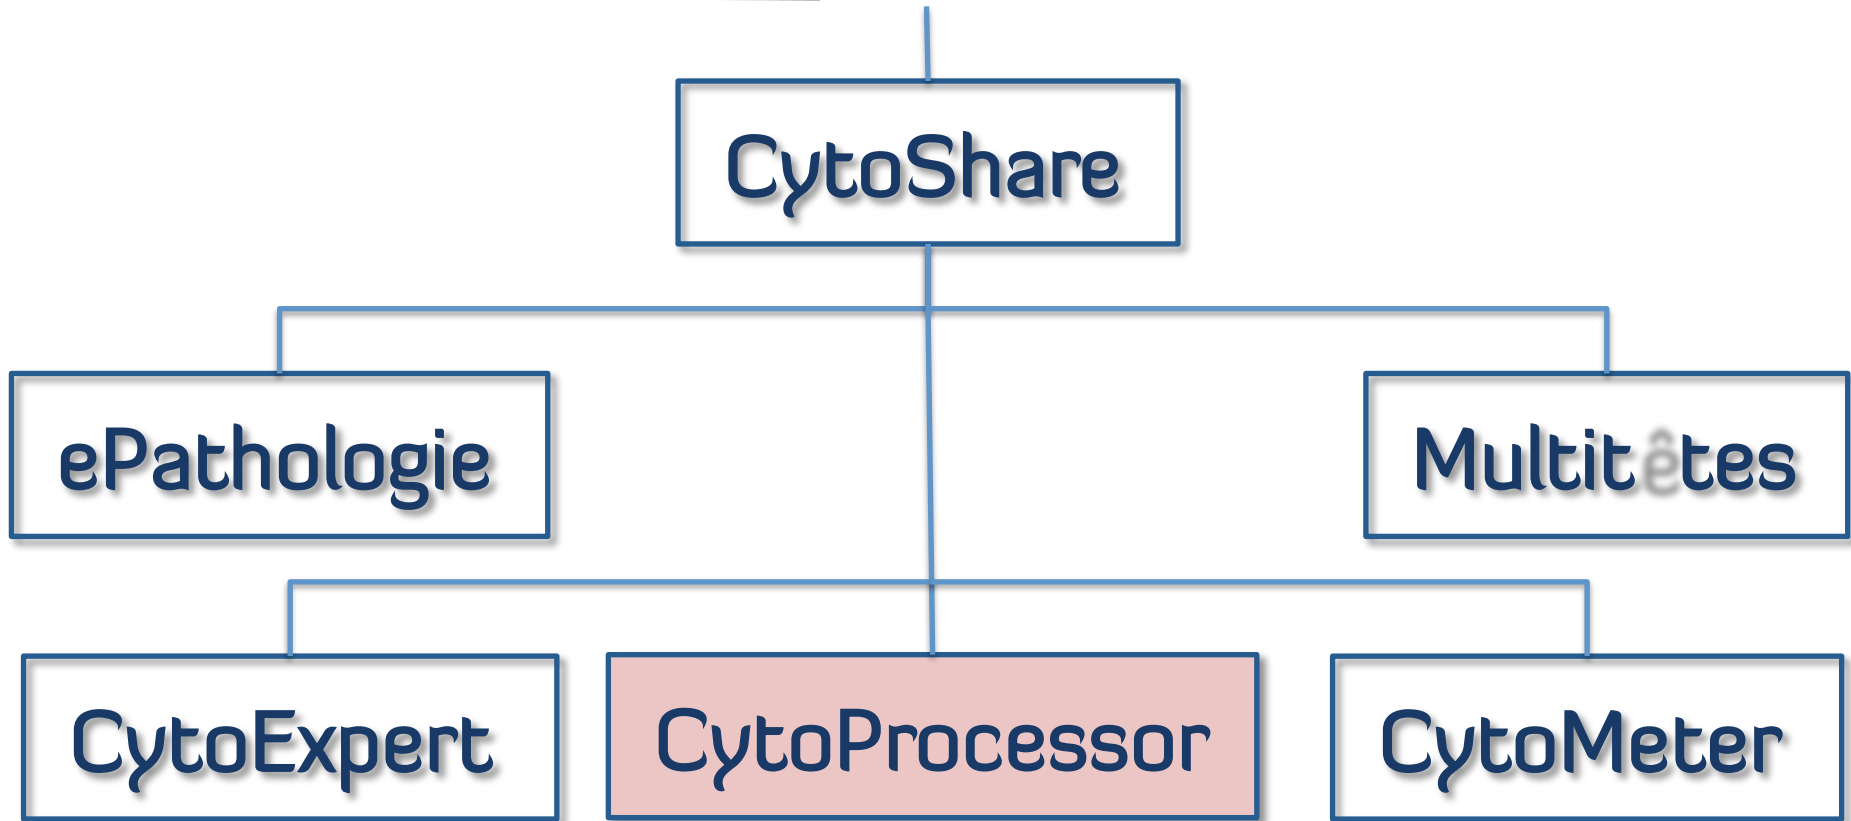 CytoShare
ePathologie
Multitêtes
CytoExpert
CytoProcessor
CytoMeter